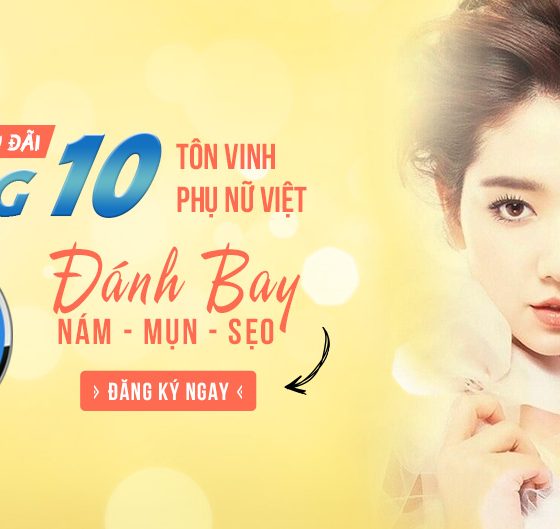 ĐÃI
10
TÔN VINH
PHỤ NỮ VIỆT
Đánh Bay
NÁM - MỤN - SẸO
› ĐĂNG KÝ NGAY ‹